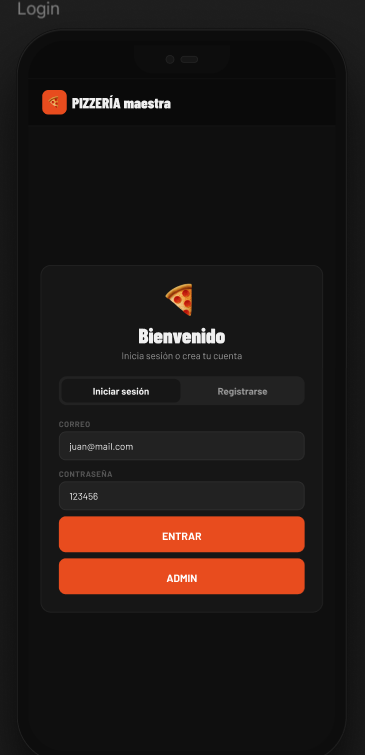 Login
PIZZERÍA maestra
Bienvenido
Inicia sesión o crea tu cuenta
Iniciar sesión
Registrarse
CORREO
juan@mail.com
CONTRASEÑA
123456
ENTRAR
ADMIN